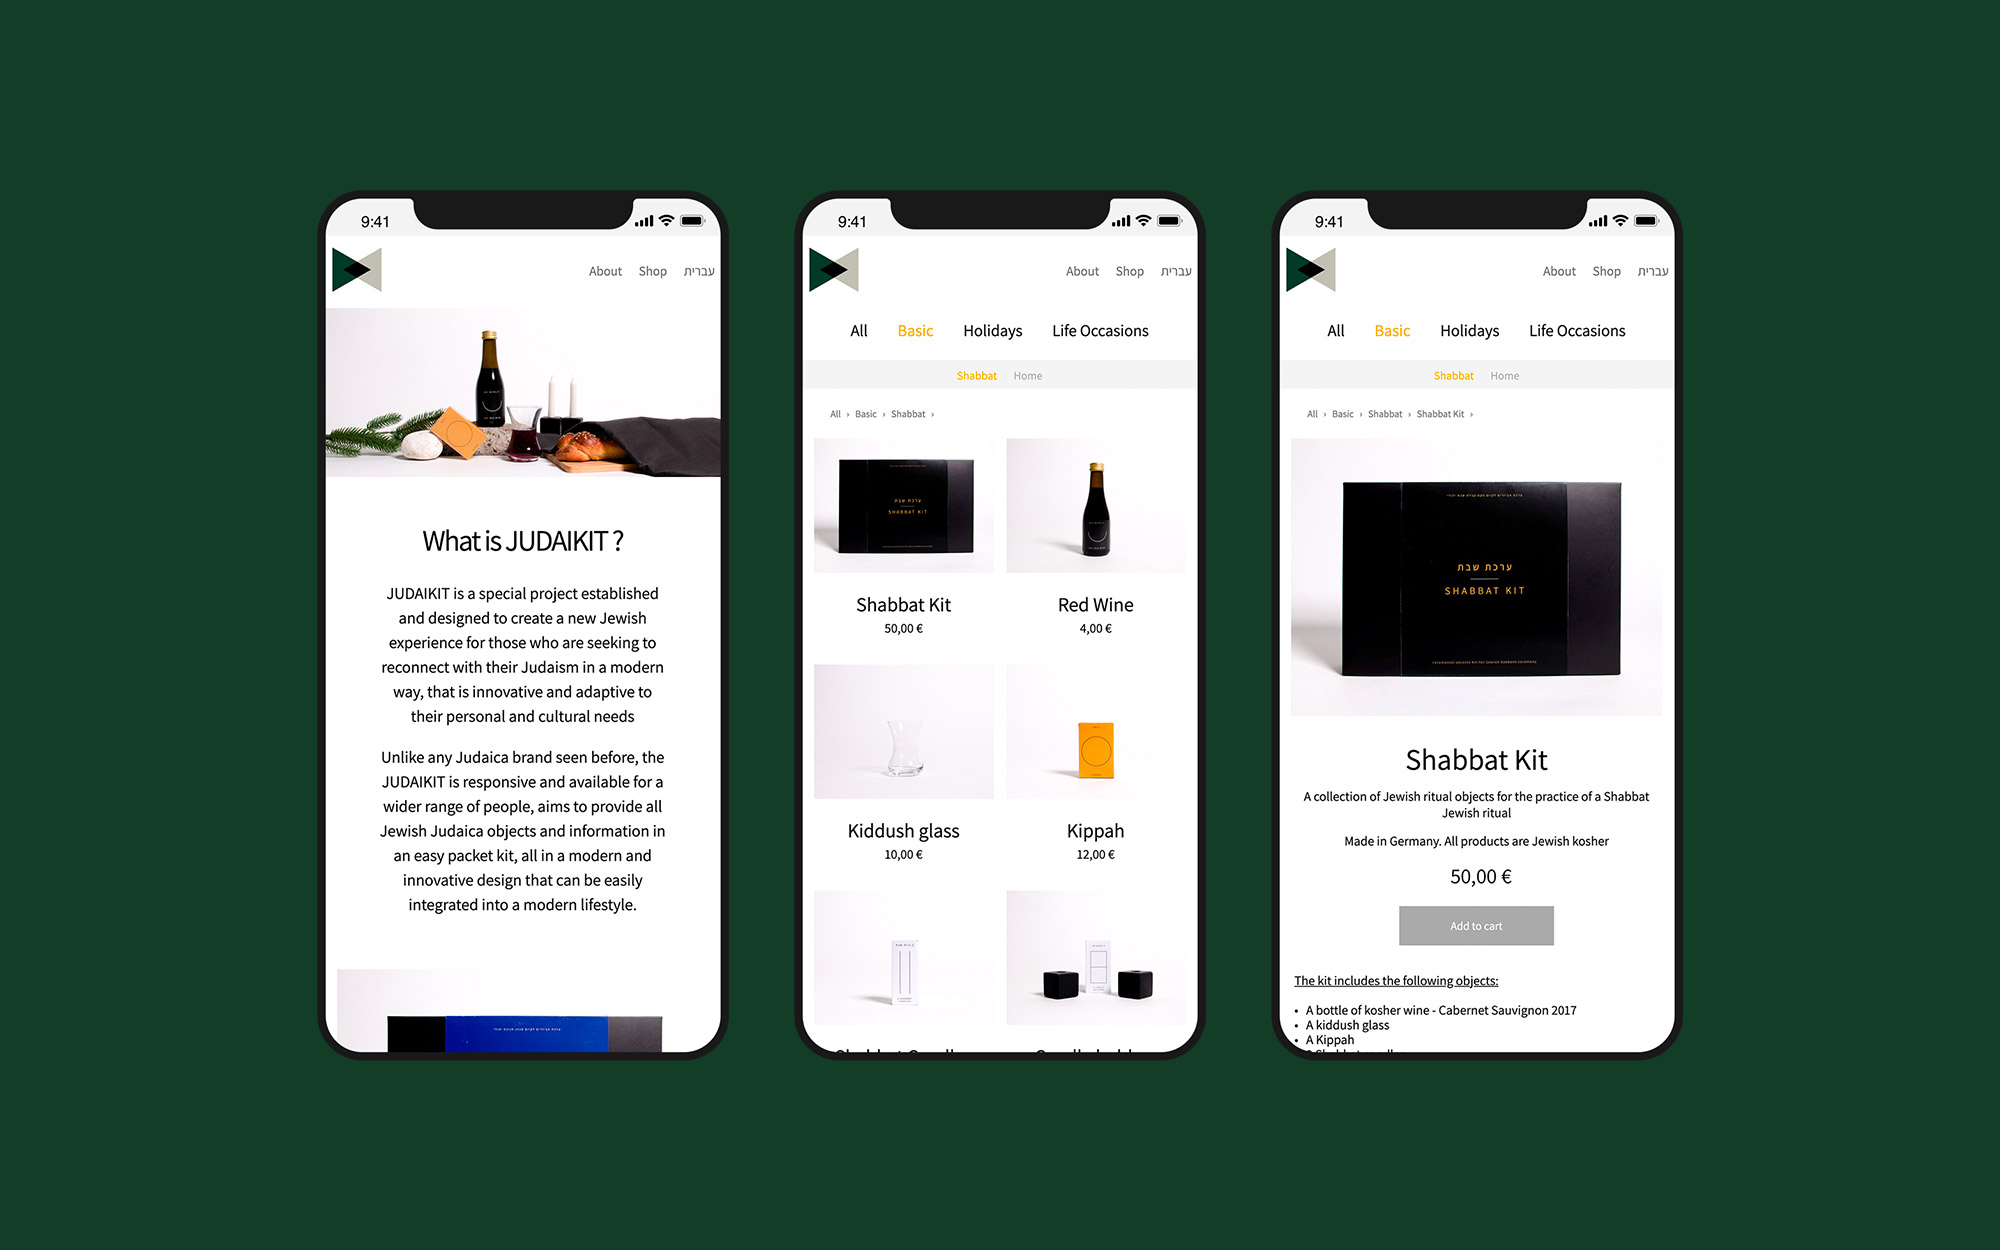 9:41
About Shop עברית
What is JUDAIKIT ?
JUDAIKIT is a special project established
and designed to create a new Jewish
experience for those who are seeking to
reconnect with their Judaism in a modern
way, that is innovative and adaptive to
their personal and cultural needs
Unlike any Judaica brand seen before, the
JUDAIKIT is responsive and available for a
wider range of people, aims to provide all
Jewish Judaica objects and information in
an easy packet kit, all in a modern and
innovative design that can be easily
integrated into a modern lifestyle.
9:41
About Shop עברית
All Basic Holidays Life Occasions
Shabbat Home
All › Basic › Shabbat ›
ערכת שבת
SHABBAT KIT
Shabbat Kit
50,00 €
Red Wine
4,00 €
Kiddush glass
10,00 €
Kippah
12,00 €
9:41
About Shop עברית
All Basic Holidays Life Occasions
Shabbat Home
All › Basic › Shabbat › Shabbat Kit ›
ערכת שבת
SHABBAT KIT
Ceremonial objects kit for Jewish Sabbath ceremony
Shabbat Kit
A collection of Jewish ritual objects for the practice of a Shabbat
Jewish ritual
Made in Germany. All products are Jewish kosher
50,00 €
Add to cart
The kit includes the following objects:
• A bottle of kosher wine - Cabernet Sauvignon 2017
• A kiddush glass
• A Kippah